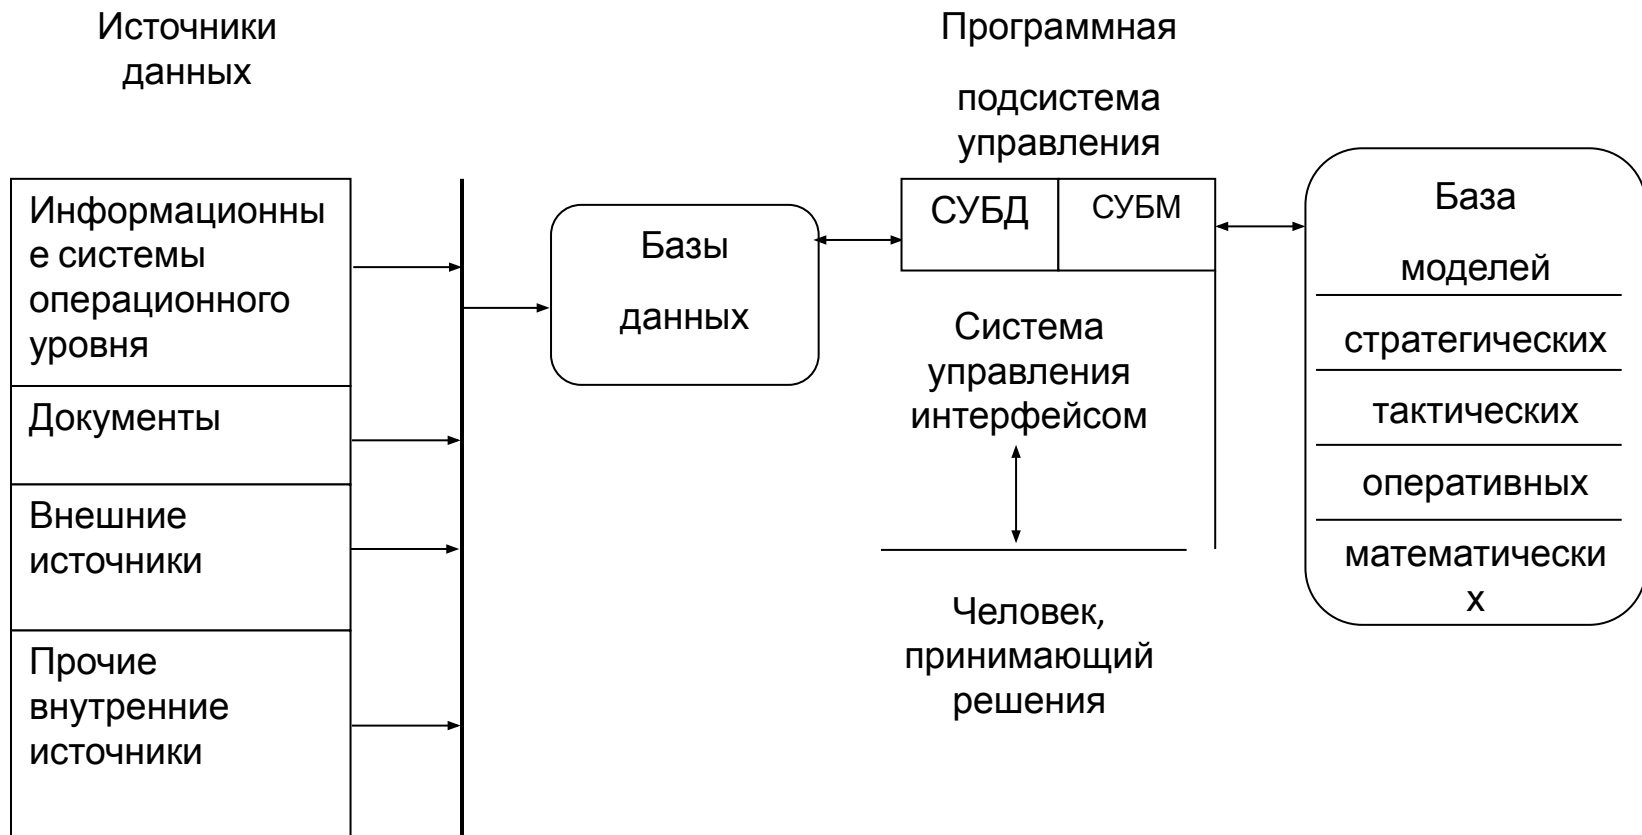 Источники
данных
Информационны
е системы
операционного
уровня
Документы
Внешние
источники
Прочие
внутренние
источники
Базы
данных
Программная
подсистема
управления
СУБД
СУБМ
Система
управления
интерфейсом
Человек,
принимающий
решения
База
моделей
стратегических
тактических
оперативных
математически
х